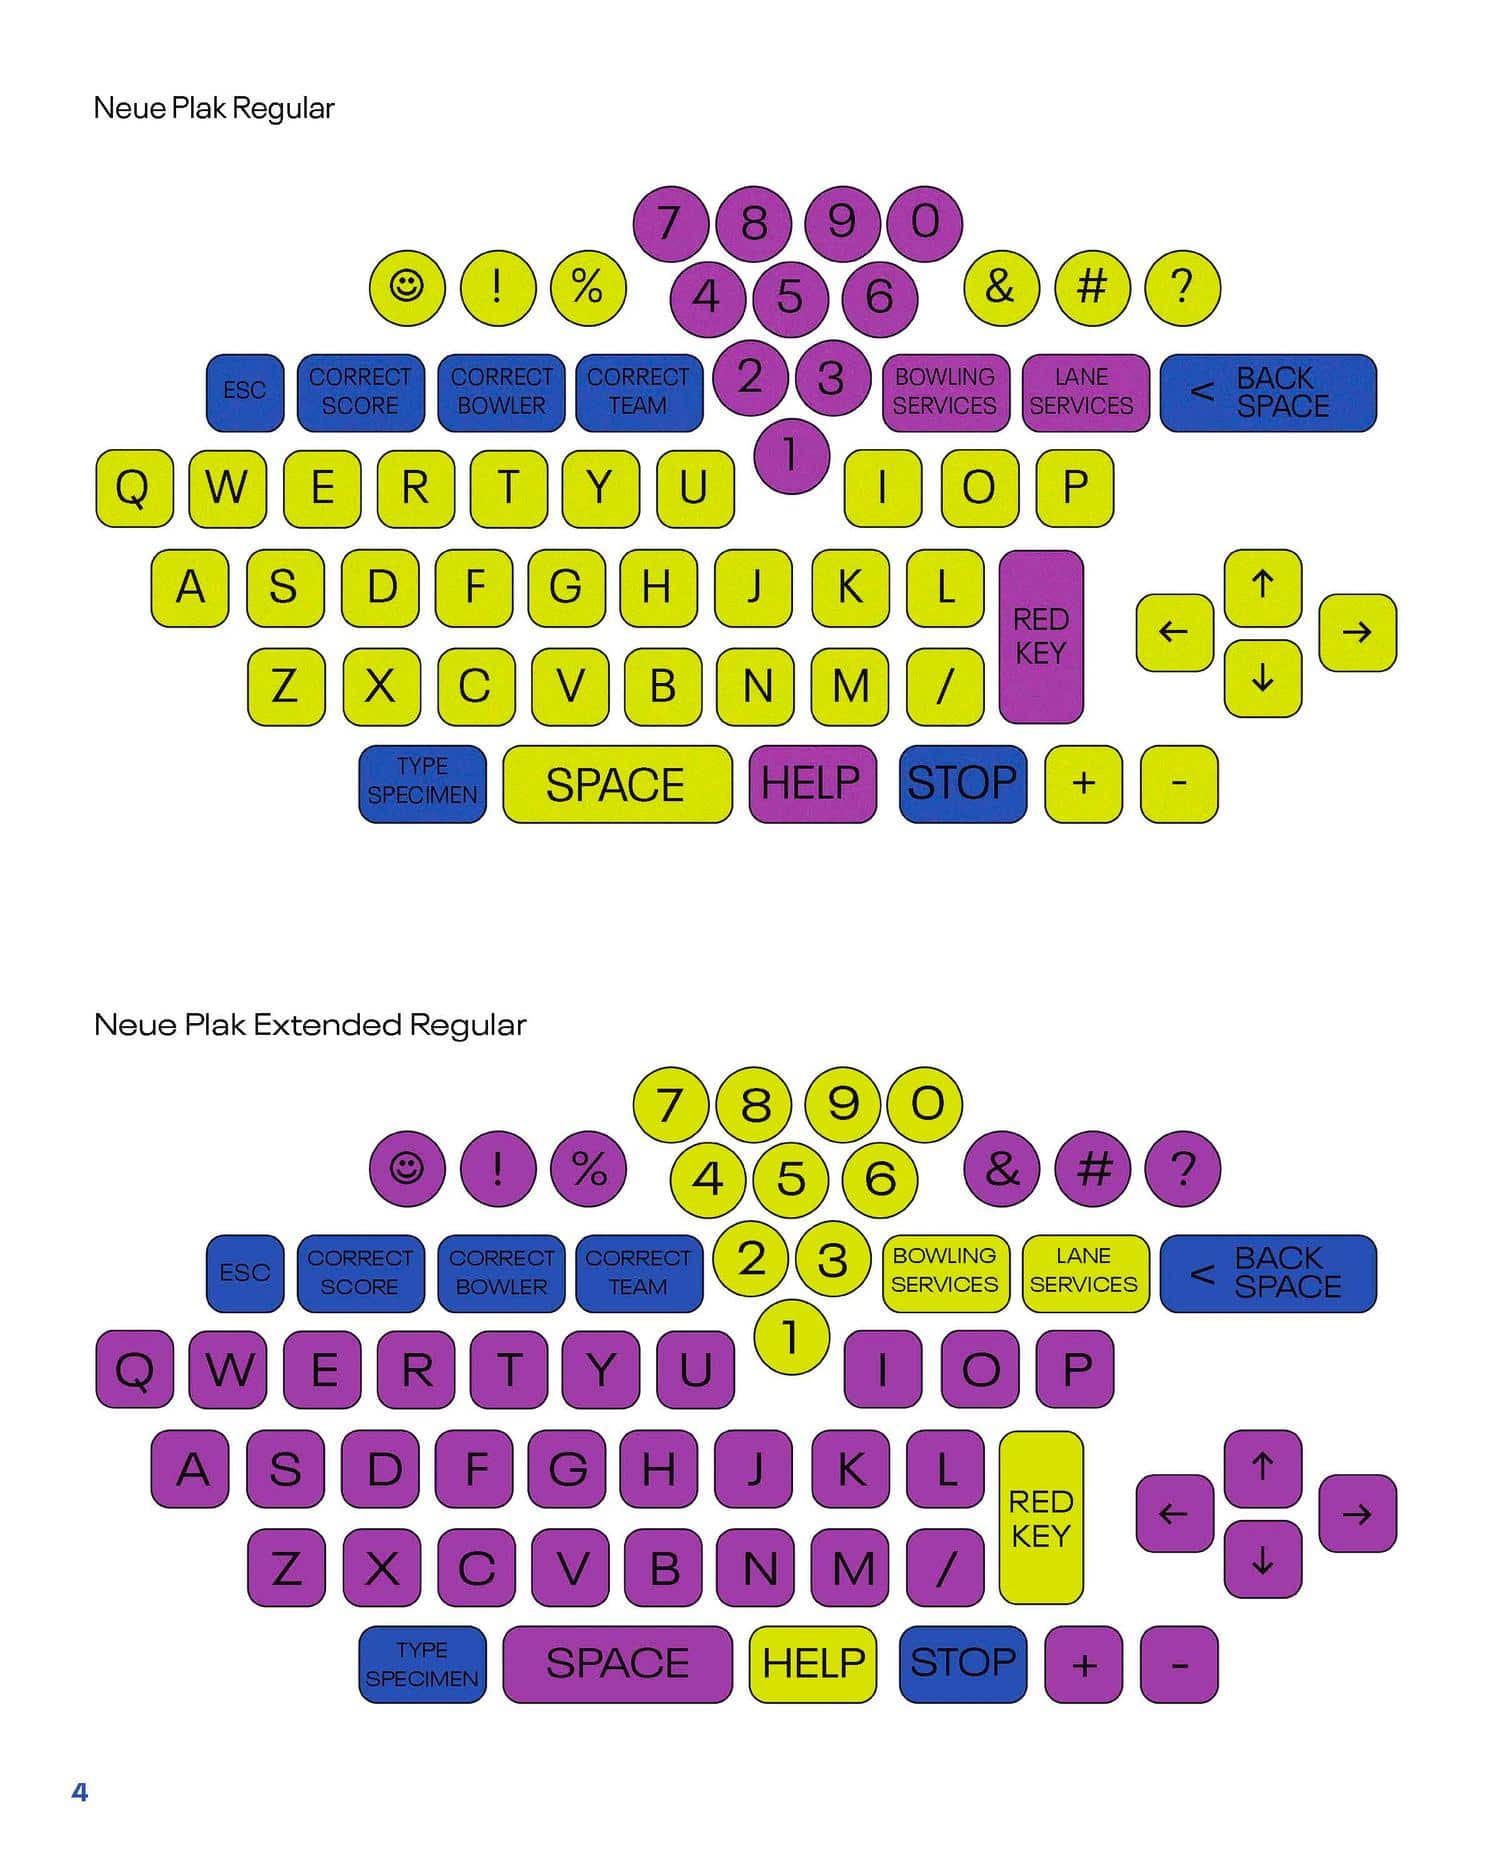 Neue Plak Regular
7 8 9 0
☺ ! % 4 5 6 & # ?
ESC CORRECT SCORE CORRECT BOWLER CORRECT TEAM 2 3 BOWLING SERVICES LANE SERVICES < BACK SPACE
Q W E R T Y U 1 I O P
A S D F G H J K L RED KEY ← ↑ →
Z X C V B N M / ↓
TYPE SPECIMEN SPACE HELP STOP + -
Neue Plak Extended Regular
7 8 9 0
☺ ! % 4 5 6 & # ?
ESC CORRECT SCORE CORRECT BOWLER CORRECT TEAM 2 3 BOWLING SERVICES LANE SERVICES < BACK SPACE
Q W E R T Y U 1 I O P
A S D F G H J K L RED KEY ← ↑ →
Z X C V B N M / ↓
TYPE SPECIMEN SPACE HELP STOP + -
4